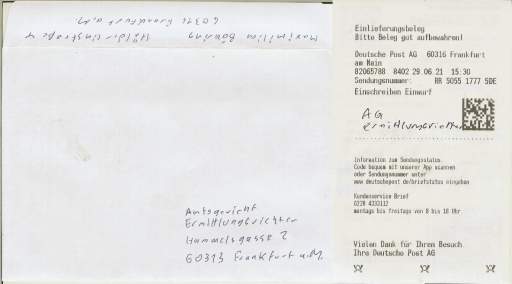 Maximilian Bähring Hölderlinstraße 4
60316 Frankfurt a.M.
Amtsgericht
Ermittlungsrichter
Hammelsgasse 2
60313 Frankfurt a.M
Einlieferungsbeleg
Bitte Beleg gut aufbewahren!
Deutsche Post AG 60316 Frankfurt
am Main
82065788 8402 29.06.21 15:30
Sendungsnummer: RR 5055 1777 5DE
Einschreiben Einwurf
AG
Ermittlungsrichter
Information zum Sendungsstatus
Code bequem mit unserer App scannen
oder Sendungsnummer unter
www.deutschepost.de/briefstatus eingeben
Kundenservice Brief
0228 4333112
montags bis freitags von 8 bis 18 Uhr
Vielen Dank für Ihren Besuch.
Ihre Deutsche Post AG